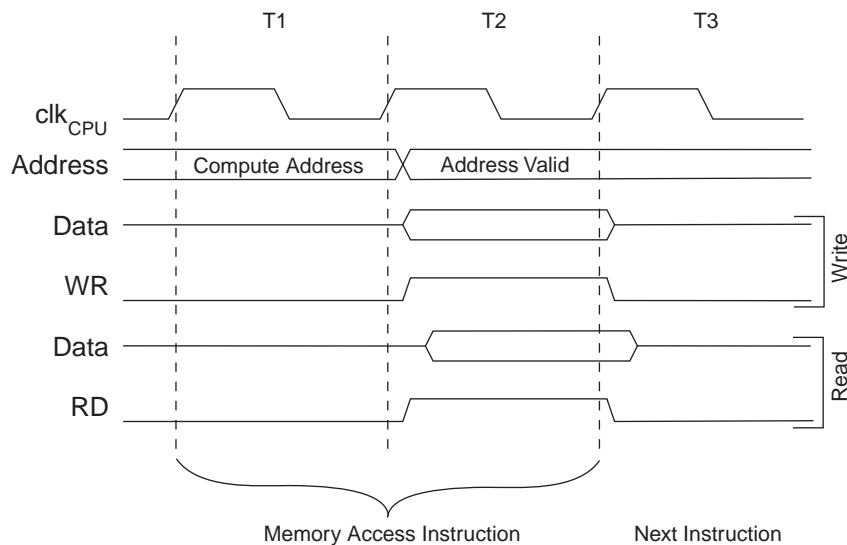 T1 T2 T3
clkCPU
Address Compute Address Address Valid
Data
WR
Write
Data
RD
Read
Memory Access Instruction Next Instruction